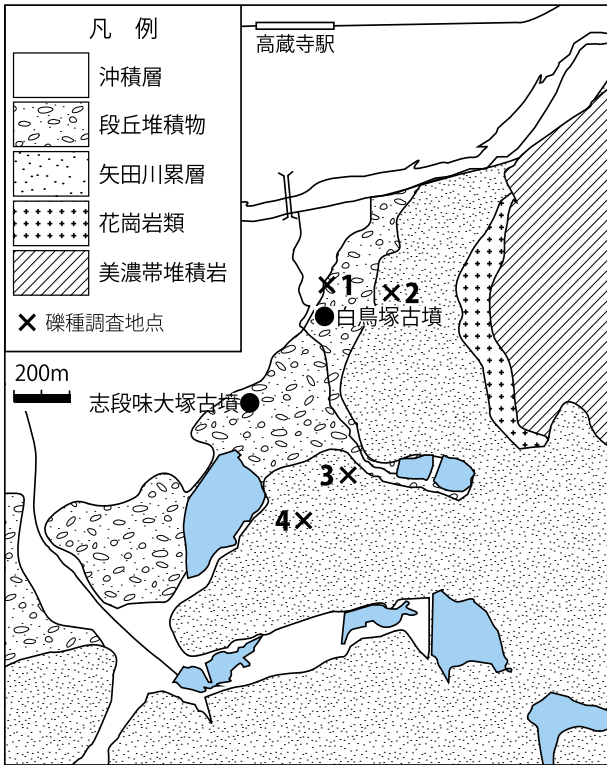 凡 例
沖積層
段丘堆積物
矢田川累層
花崗岩類
美濃帯堆積岩
礫種調査地点
200m
高蔵寺駅
1
2
白鳥塚古墳
志段味大塚古墳
3
4